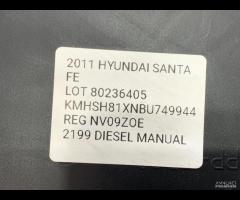 2011 HYUNDAI SANTA
FE
LOT 80236405
KMHSH81XNBU749944
REG NV09ZOE
2199 DIESEL MANUAL